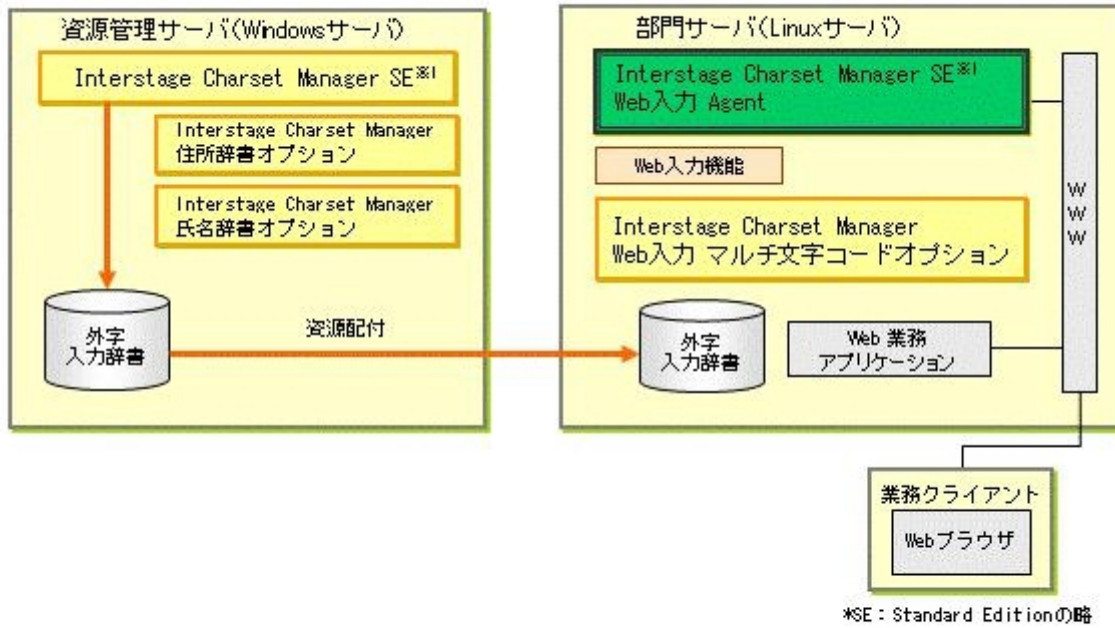 資源管理サーバ(Windowsサーバ)
Interstage Charset Manager SE※1
Interstage Charset Manager
住所辞書オプション
Interstage Charset Manager
氏名辞書オプション
外字
入力辞書
資源配付
部門サーバ(Linuxサーバ)
Interstage Charset Manager SE※1
Web入力 Agent
Web入力機能
Interstage Charset Manager
Web入力 マルチ文字コードオプション
外字
入力辞書
Web 業務
アプリケーション
WWW
業務クライアント
Webブラウザ
*SE：Standard Editionの略